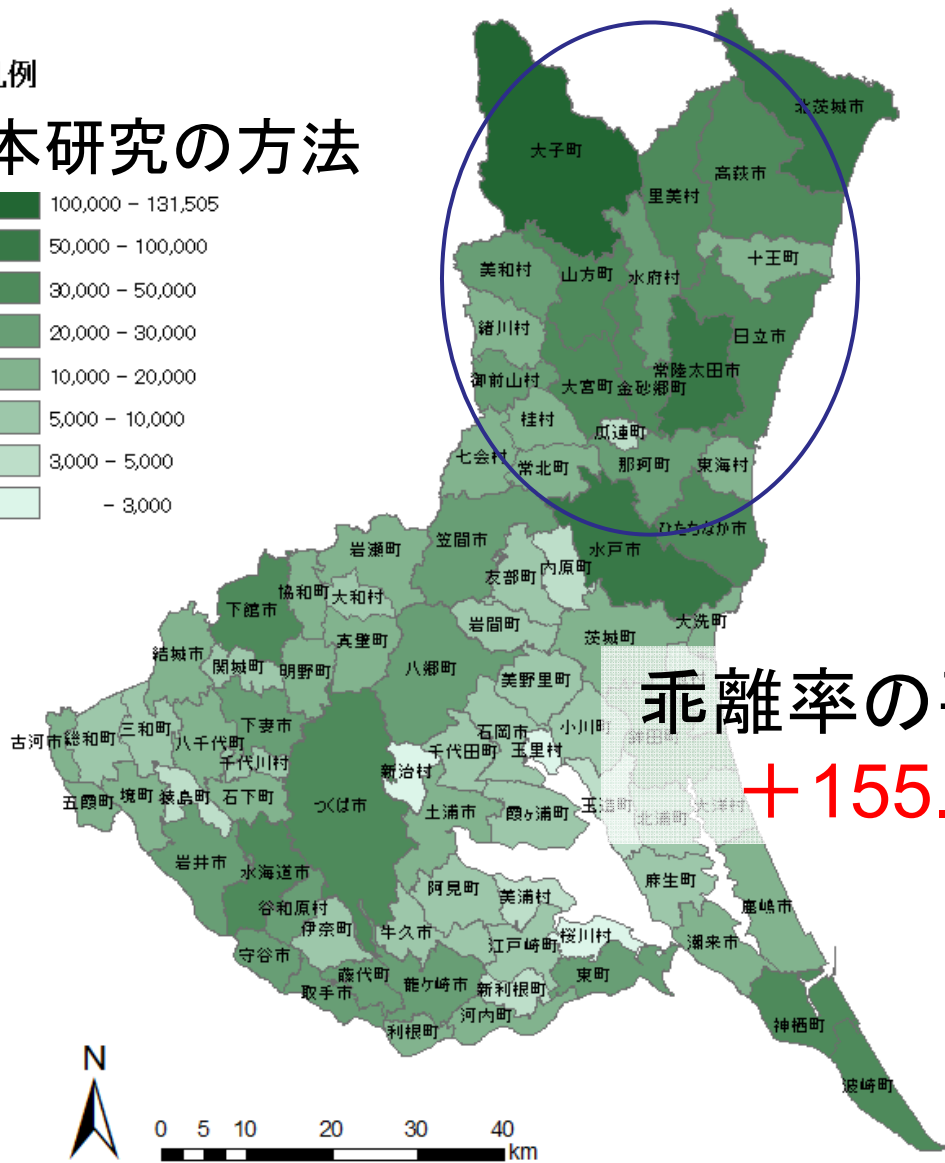 凡例
本研究の方法
100,000 - 131,505
50,000 - 100,000
30,000 - 50,000
20,000 - 30,000
10,000 - 20,000
5,000 - 10,000
3,000 - 5,000
- 3,000
北茨城市
大子町
高萩市
里美村
十王町
美和村
山方町
水府村
緒川村
日立市
常陸太田市
御前山村
大宮町
金砂郷町
桂村
瓜連町
七会村
常北町
那珂町
東海村
ひたちなか市
笠間市
水戸市
岩瀬町
友部町
内原町
協和町
大和村
下館市
岩間町
大洗町
真壁町
茨城町
結城市
関城町
明野町
八郷町
美野里町
乖離率の
下妻市
石岡市
小川町
鉾田町
古河市
総和町
三和町
八千代町
千代田町
玉里村
千代川村
新治村
+155.
五霞町
境町
猿島町
石下町
つくば市
土浦市
霞ヶ浦町
玉造町
北浦町
大洋村
岩井市
水海道市
阿見町
麻生町
美浦村
谷和原村
鹿嶋市
伊奈町
牛久市
江戸崎町
桜川村
潮来市
守谷市
藤代町
龍ケ崎市
新利根町
東町
取手市
河内町
利根町
神栖町
波崎町
N
0 5 10 20 30 40
km